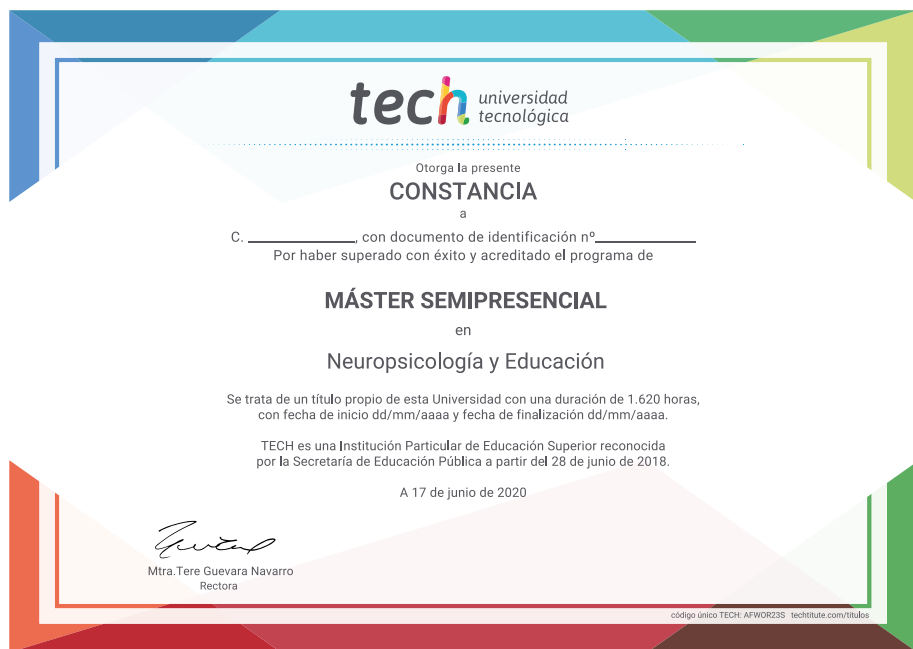 tech universidad
tecnológica
Otorga la presente
CONSTANCIA
a
C. ____________, con documento de identificación nº____________
Por haber superado con éxito y acreditado el programa de
MÁSTER SEMIPRESENCIAL
en
Neuropsicología y Educación
Se trata de un título propio de esta Universidad con una duración de 1.620 horas,
con fecha de inicio dd/mm/aaaa y fecha de finalización dd/mm/aaaa.
TECH es una Institución Particular de Educación Superior reconocida
por la Secretaría de Educación Pública a partir del 28 de junio de 2018.
A 17 de junio de 2020
Mtra.Tere Guevara Navarro
Rectora
código único TECH: AFWOR23S techtitute.com/titulos